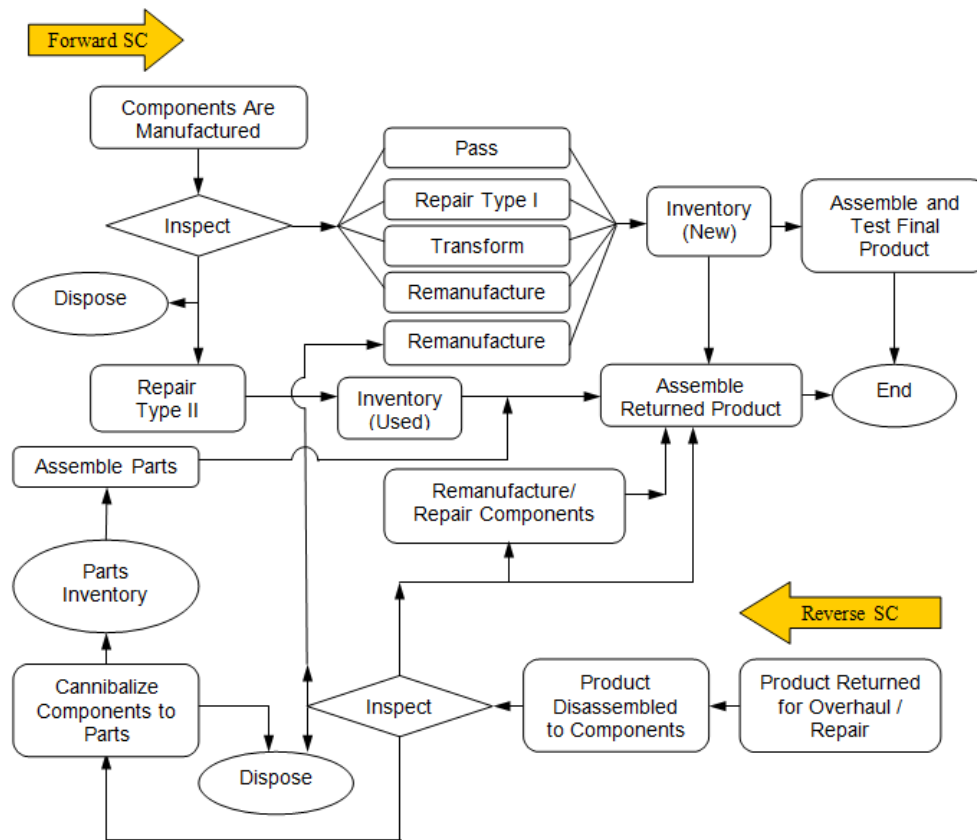 Forward SC
Components Are
Manufactured
Pass
Repair Type I
Inspect
Transform
Inventory
(New)
Assemble and
Test Final
Product
Dispose
Remanufacture
Remanufacture
Repair
Type II
Inventory
(Used)
Assemble
Returned Product
End
Assemble Parts
Remanufacture/
Repair Components
Parts
Inventory
Reverse SC
Cannibalize
Components to
Parts
Inspect
Product
Disassembled
to Components
Product Returned
for Overhaul /
Repair
Dispose